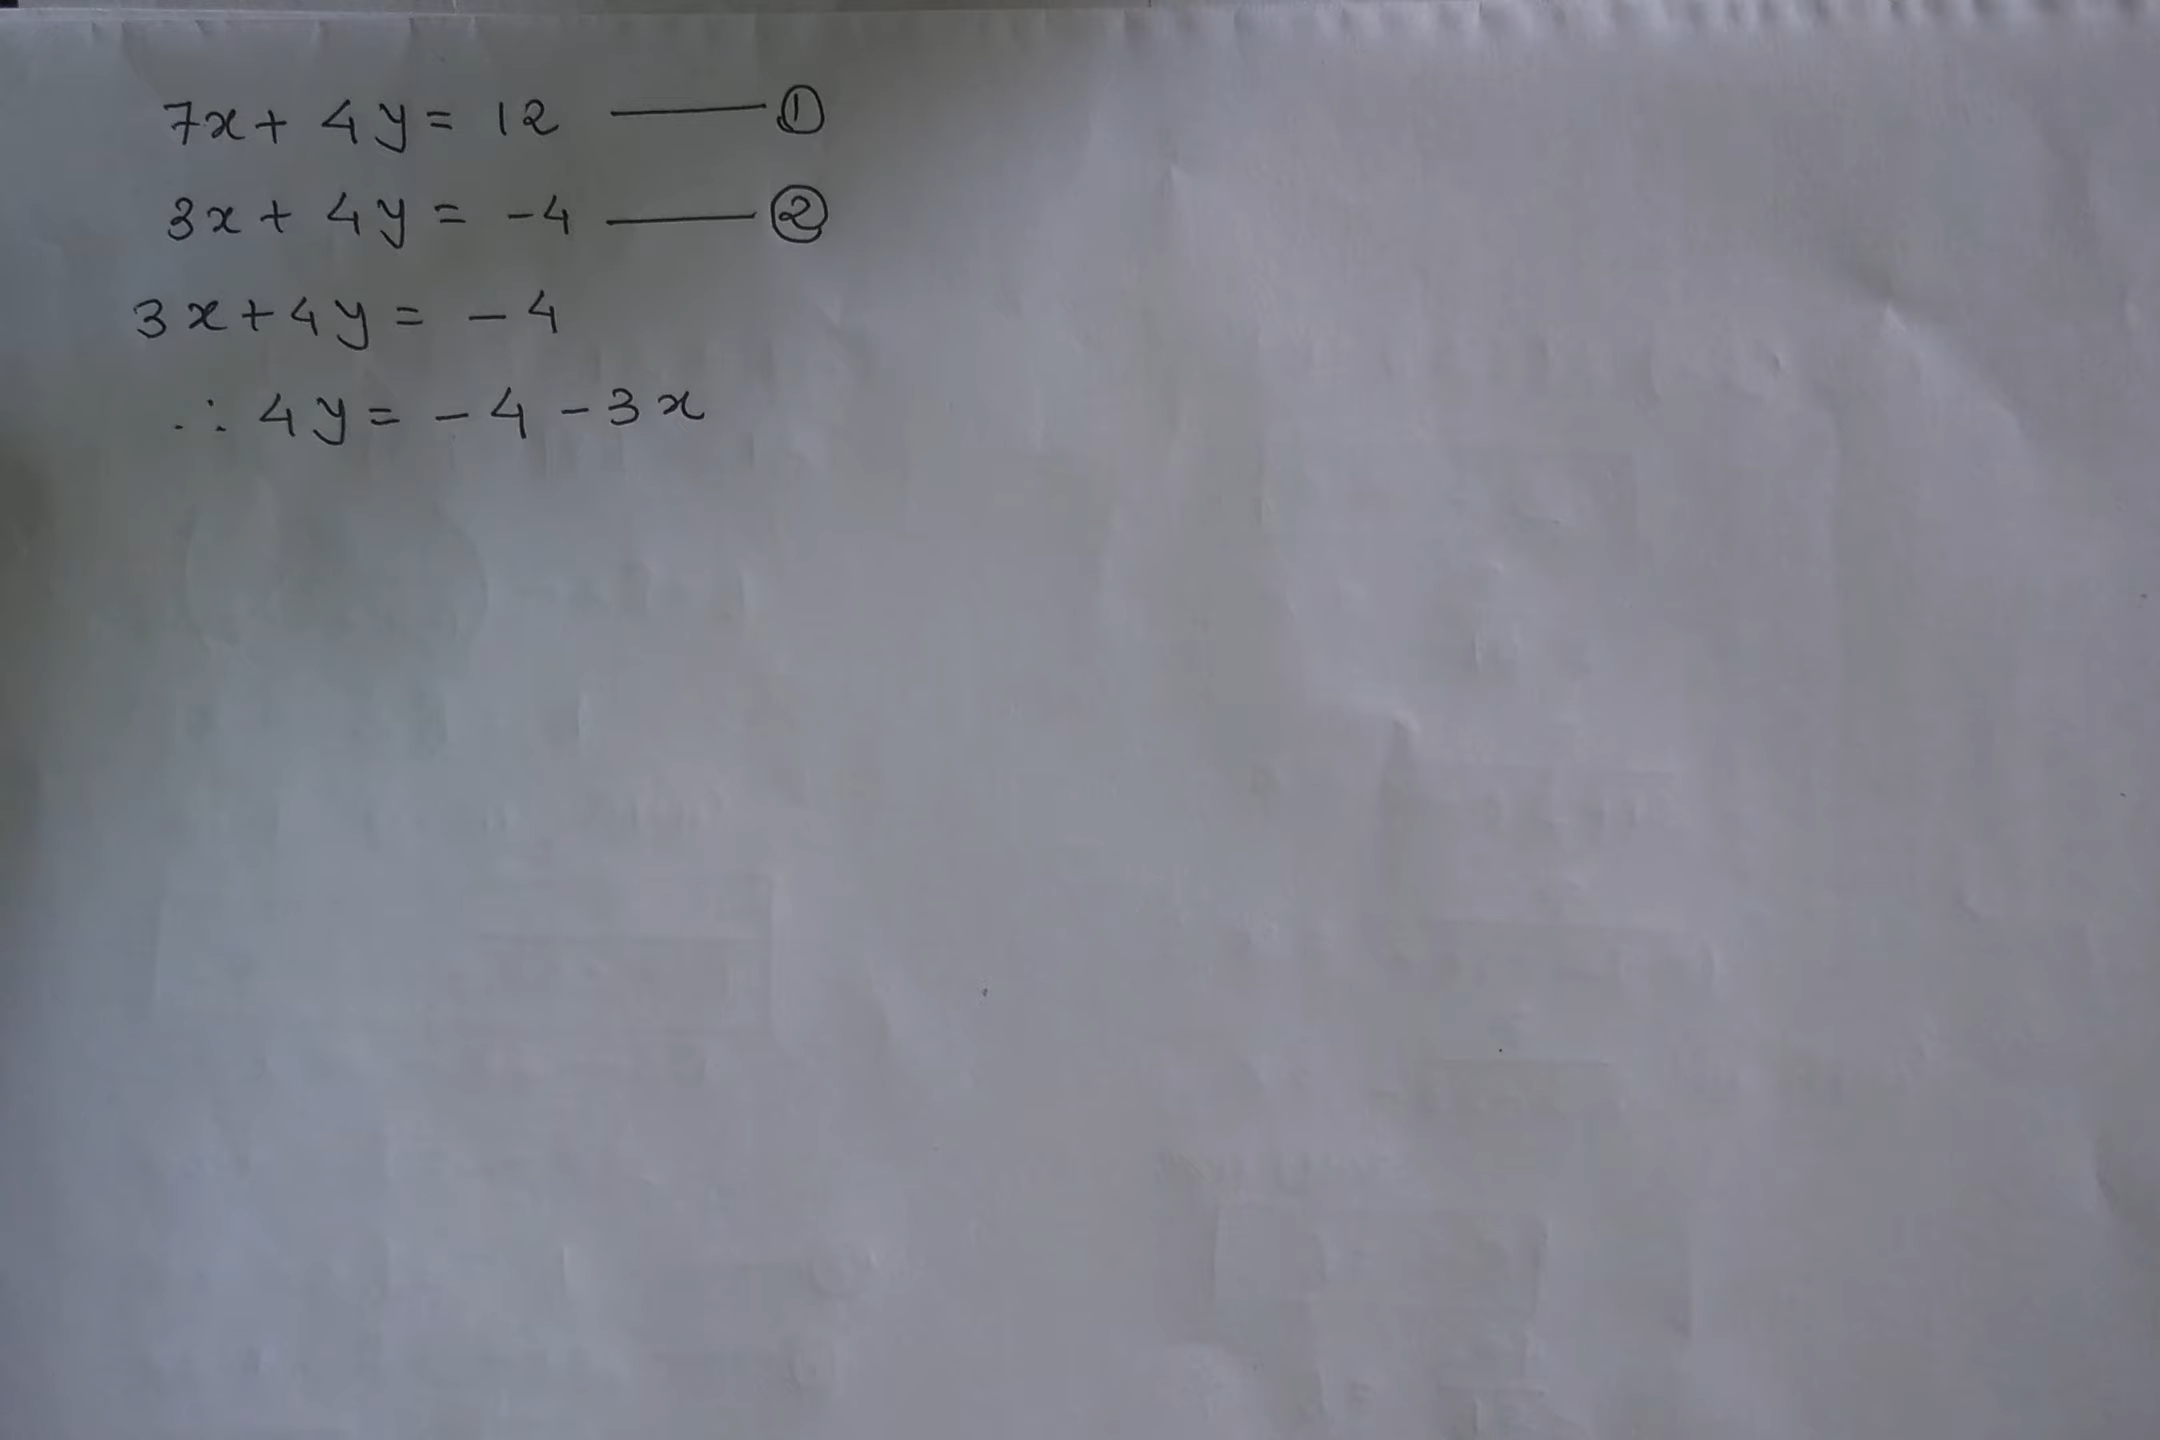 7x + 4y = 12 —— ①
3x + 4y = -4 —— ②
3x + 4y = -4
∴ 4y = -4 - 3x